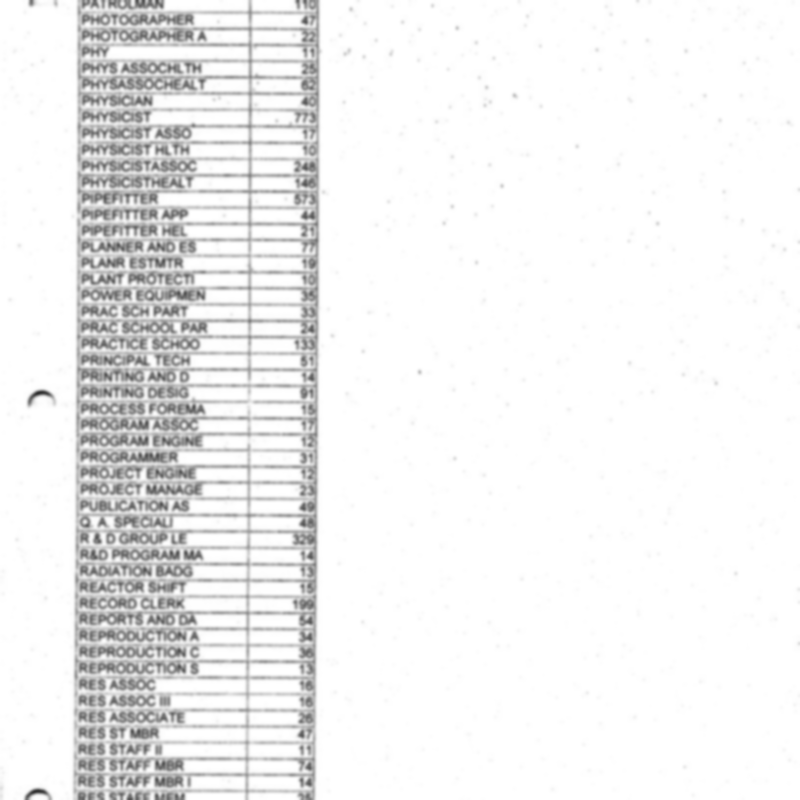 PATROLMAN 110
PHOTOGRAPHER 47
PHOTOGRAPHER A 22
PHY 11
PHYS ASSOCHLTH 25
PHYSASSOCHEALT 62
PHYSICIAN 40
PHYSICIST 773
PHYSICIST ASSO 17
PHYSICIST HLTH 10
PHYSICISTASSOC 248
PHYSICISTHEALT 146
PIPEFITTER 573
PIPEFITTER APP 44
PIPEFITTER HEL 21
PLANNER AND ES 77
PLANR ESTMTR 19
PLANT PROTECTI 10
POWER EQUIPMEN 35
PRAC SCH PART 33
PRAC SCHOOL PAR 24
PRACTICE SCHOO 133
PRINCIPAL TECH 51
PRINTING AND D 14
PRINTING DESIG 91
PROCESS FOREMA 15
PROGRAM ASSOC 17
PROGRAM ENGINE 12
PROGRAMMER 31
PROJECT ENGINE 12
PROJECT MANAGE 23
PUBLICATION AS 49
Q. A. SPECIALI 48
R & D GROUP LE 329
R&D PROGRAM MA 14
RADIATION BADG 13
REACTOR SHIFT 15
RECORD CLERK 199
REPORTS AND DA 54
REPRODUCTION A 34
REPRODUCTION C 36
REPRODUCTION S 13
RES ASSOC 16
RES ASSOC III 16
RES ASSOCIATE 26
RES ST MBR 47
RES STAFF II 11
RES STAFF MBR 74
RES STAFF MBR I 14
RES STAFF MEM